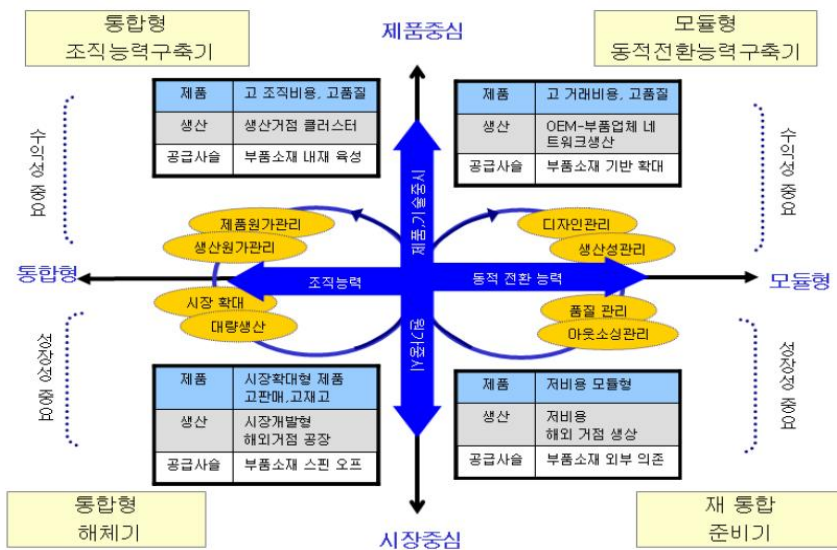 통합형
조직능력구축기
제품중심
모듈형
동적전환능력구축기
제품 고 조직비용, 고품질
생산 생산거점 클러스터
공급사슬 부품소재 내재 육성
제품 고 거래비용, 고품질
생산 OEM-부품업체 네
트워크생산
공급사슬 부품소재 기반 확대
수익성 중요
수익성 중요
제품,기술중시
제품원가관리
생산원가관리
디자인관리
생산성관리
통합형
조직능력
동적 전환 능력
모듈형
시장 확대
대량생산
품질 관리
아웃소싱관리
원가중시
성장성 중요
성장성 중요
제품 시장확대형 제품
고판매,고재고
생산 시장개발형
해외거점 공장
공급사슬 부품소재 스핀 오프
제품 저비용 모듈형
생산 저비용
해외 거점 생상
공급사슬 부품소재 외부 의존
통합형
해체기
시장중심
재 통합
준비기